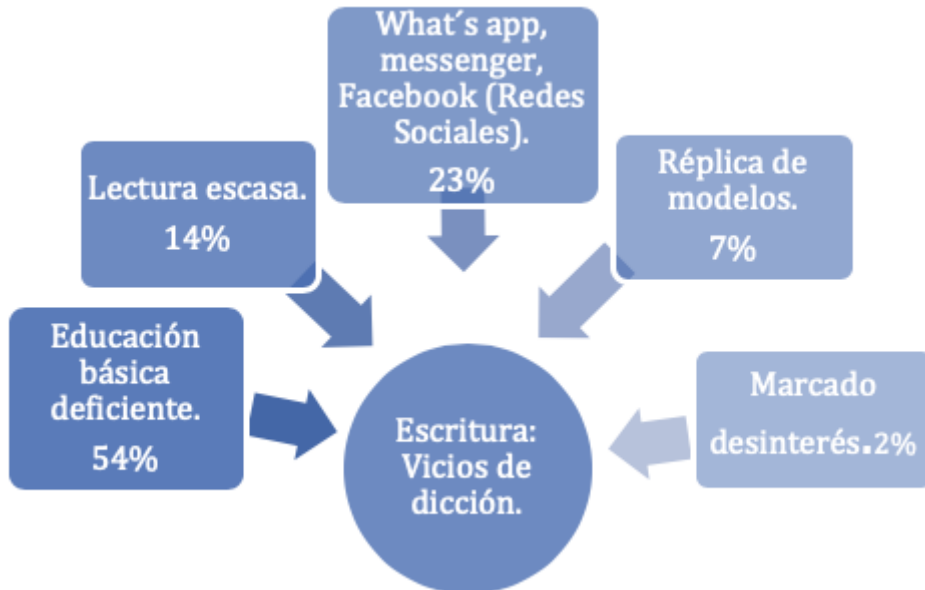 What´s app,
messenger,
Facebook (Redes
Sociales).
23%
Lectura escasa.
14%
Réplica de
modelos.
7%
Educación
básica
deficiente.
54%
Marcado
desinterés.2%
Escritura:
Vicios de
dicción.